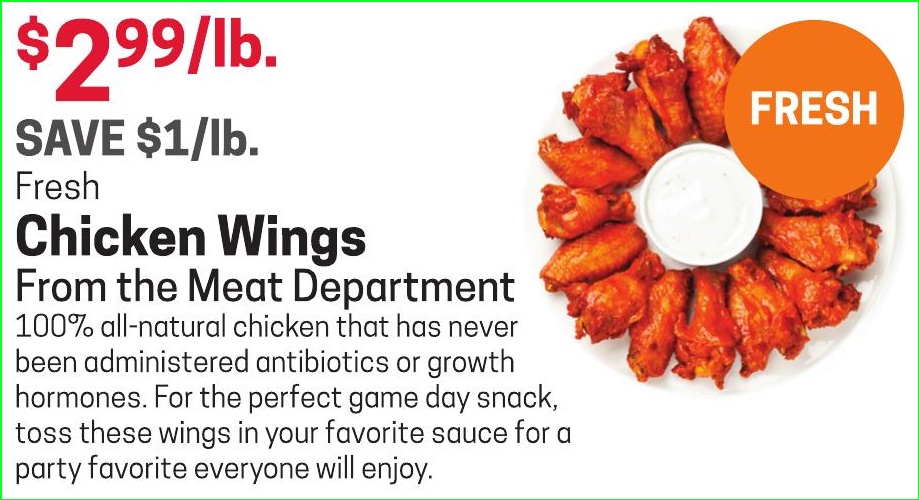 $2.99/lb.
SAVE $1/lb.
Fresh
Chicken Wings
From the Meat Department
100% all-natural chicken that has never
been administered antibiotics or growth
hormones. For the perfect game day snack,
toss these wings in your favorite sauce for a
party favorite everyone will enjoy.
FRESH